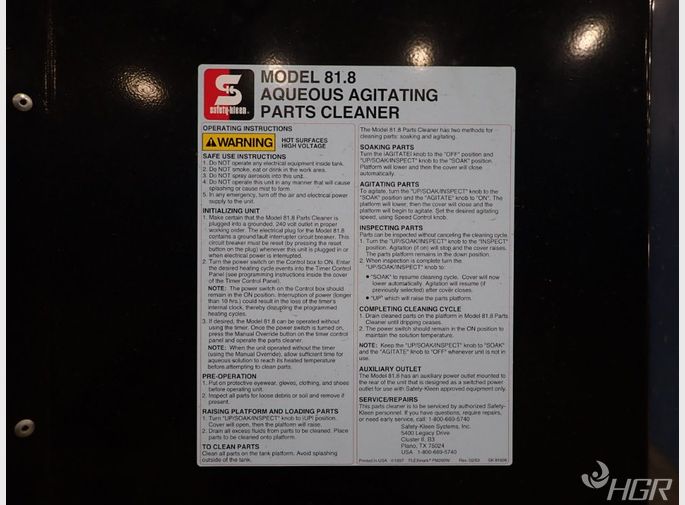 SK
safety-kleen
MODEL 81.8
AQUEOUS AGITATING
PARTS CLEANER
OPERATING INSTRUCTIONS
WARNING
HOT SURFACES
HIGH VOLTAGE
SAFE USE INSTRUCTIONS
1. Do NOT operate any electrical equipment inside tank.
2. Do NOT smoke, eat or drink in the work area.
3. Do NOT spray aerosols into this unit.
4. Do NOT operate this unit in any manner that will cause
splashing or cause mist to form.
5. In any emergency, turn off the air and electrical power
supply to the unit.
INITIALIZING UNIT
1. Make certain that the Model 81.8 Parts Cleaner is
plugged into a grounded, 240 volt outlet in proper
working order. The electrical plug for the Model 81.8
contains a ground fault interrupter circuit breaker. This
circuit breaker must be reset (by pressing the reset
button on the plug) whenever this unit is plugged in or
when electrical power is interrupted.
2. Turn the power switch on the Control box to ON. Enter
the desired heating cycle events into the Timer Control
Panel (see programming instructions inside the cover
of the Timer Control Panel).
NOTE: The power switch on the Control box should
remain in the ON position. Interruption of power (longer
than 10 hrs.) could result in the loss of the timer's
internal clock, thereby disrupting the programmed
heating cycles.
3. If desired, the Model 81.8 can be operated without
using the timer. Once the power switch is turned on,
press the Manual Override button on the timer control
panel and operate the parts cleaner.
NOTE: When the unit operated without the timer
(using the Manual Override), allow sufficient time for
aqueous solution to reach its heated temperature
before attempting to clean parts.
PRE-OPERATION
1. Put on protective eyewear, gloves, clothing, and shoes
before operating unit.
2. Inspect all parts for loose debris or soil and remove if
present.
RAISING PLATFORM AND LOADING PARTS
1. Turn "UP/SOAK/INSPECT" knob to |UP| position.
Cover will open, then the platform will raise.
2. Drain all excess fluids from parts to be cleaned. Place
parts to be cleaned onto platform.
TO CLEAN PARTS
Clean all parts on the tank platform. Avoid splashing
outside of the tank.
The Model 81.8 Parts Cleaner has two methods for
cleaning parts: soaking and agitating.
SOAKING PARTS
Turn the |AGITATE| knob to the "OFF" position and
"UP/SOAK/INSPECT" knob to the "SOAK" position.
Platform will lower and then the cover will close
automatically.
AGITATING PARTS
To agitate, turn the "UP/SOAK/INSPECT" knob to the
"SOAK" position and the "AGITATE" knob to "ON". The
platform will lower, then the cover will close and the
platform will begin to agitate. Set the desired agitating
speed, using Speed Control knob.
INSPECTING PARTS
Parts can be inspected without canceling the cleaning cycle.
1. Turn the "UP/SOAK/INSPECT" knob to the "INSPECT"
position. Agitation (if on) will stop and the cover raises.
The parts platform remains in the down position.
2. When inspection is complete turn the
"UP/SOAK/INSPECT" knob to:
● "SOAK" to resume cleaning cycle. Cover will now
lower automatically. Agitation will resume (if
previously selected) after cover closes.
● "UP" which will raise the parts platform.
COMPLETING CLEANING CYCLE
1. Drain cleaned parts on the platform in Model 81.8 Parts
Cleaner until dripping ceases.
2. The power switch should remain in the ON position to
maintain the solution temperature.
NOTE: Keep the "UP/SOAK/INSPECT" knob to "SOAK"
and the "AGITATE" knob to "OFF" whenever unit is not in
use.
AUXILIARY OUTLET
The Model 81.8 has an auxiliary power outlet mounted to
the rear of the unit that is designed as a switched power
outlet for use with Safety-Kleen approved equipment only.
SERVICE/REPAIRS
This parts cleaner is to be serviced by authorized Safety-
Kleen personnel. If you have questions, require repairs,
or need early service, call: 1-800-669-5740
Safety-Kleen Systems, Inc.
5400 Legacy Drive
Cluster II, B3
Plano, TX 75024
USA 1-800-669-5740
Printed in USA ©1997
HGR